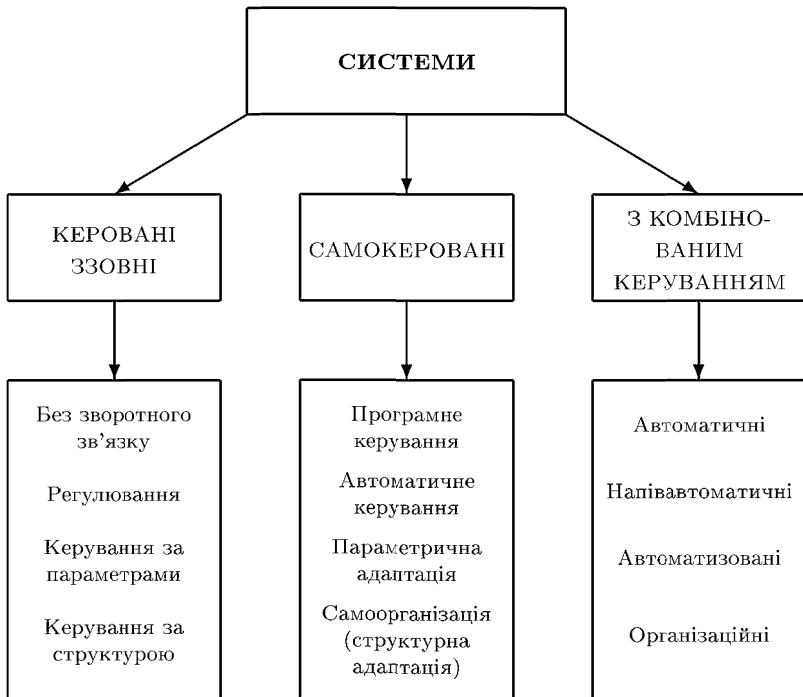 СИСТЕМИ
КЕРОВАНІ
ЗЗОВНІ
САМОКЕРОВАНІ
З КОМБІНО-
ВАНИМ
КЕРУВАННЯМ
Без зворотного
зв'язку
Регулювання
Керування за
параметрами
Керування за
структурою
Програмне
керування
Автоматичне
керування
Параметрична
адаптація
Самоорганізація
(структурна
адаптація)
Автоматичні
Напівавтоматичні
Автоматизовані
Організаційні